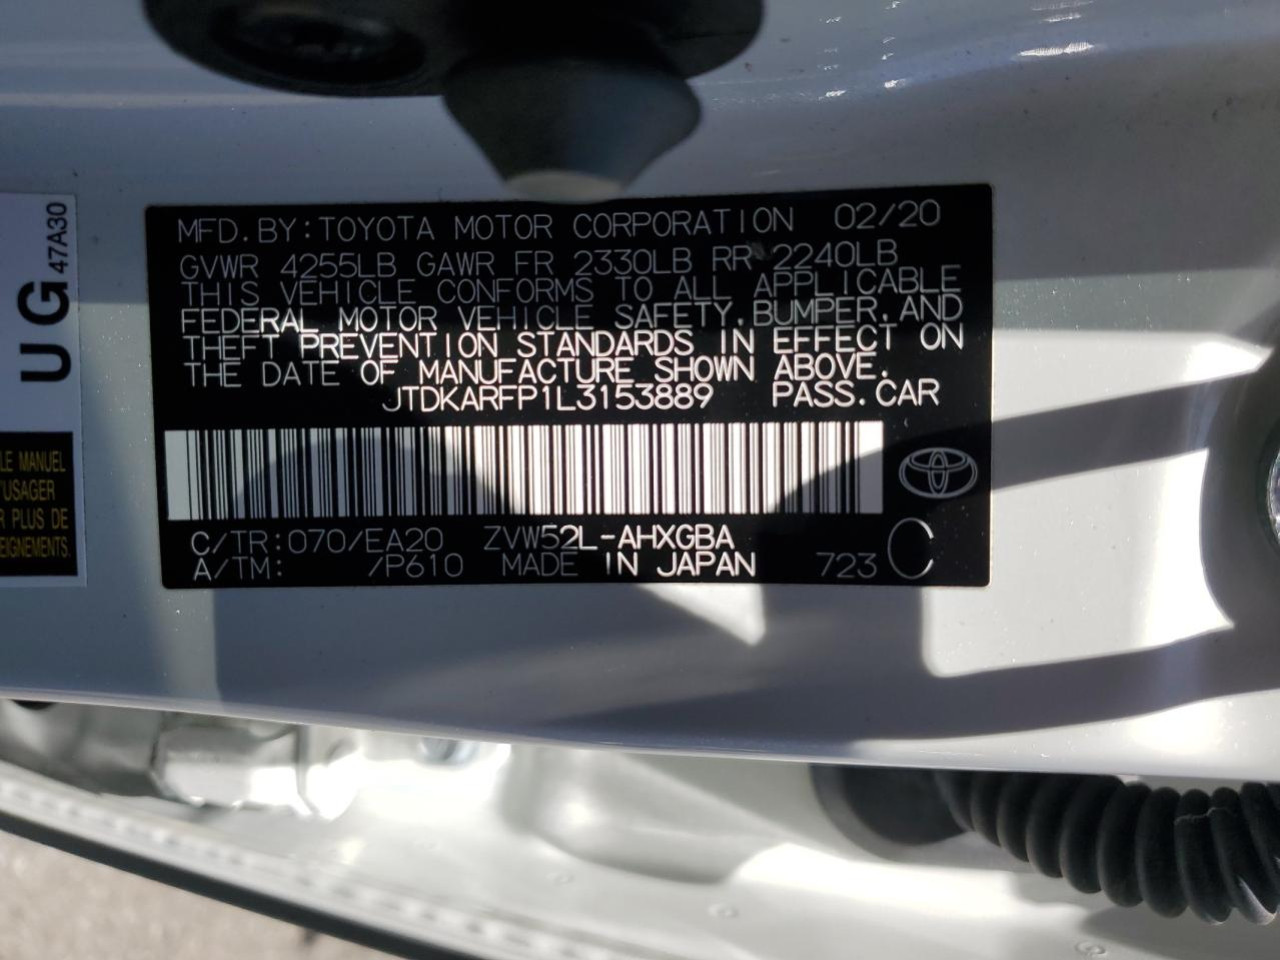 MFD.BY:TOYOTA MOTOR CORPORATION 02/20
GVWR 4255LB GAWR FR 2330LB RR 2240LB
THIS VEHICLE CONFORMS TO ALL APPLICABLE
FEDERAL MOTOR VEHICLE SAFETY,BUMPER,AND
THEFT PREVENTION STANDARDS IN EFFECT ON
THE DATE OF MANUFACTURE SHOWN ABOVE.
JTDKARFP1L3153889 PASS.CAR
C/TR:070/EA20 ZVW52L-AHXGBA
A/TM: /P610 MADE IN JAPAN 723 C
UG 47A30
LE MANUEL
'USAGER
R PLUS DE
EIGNEMENTS.